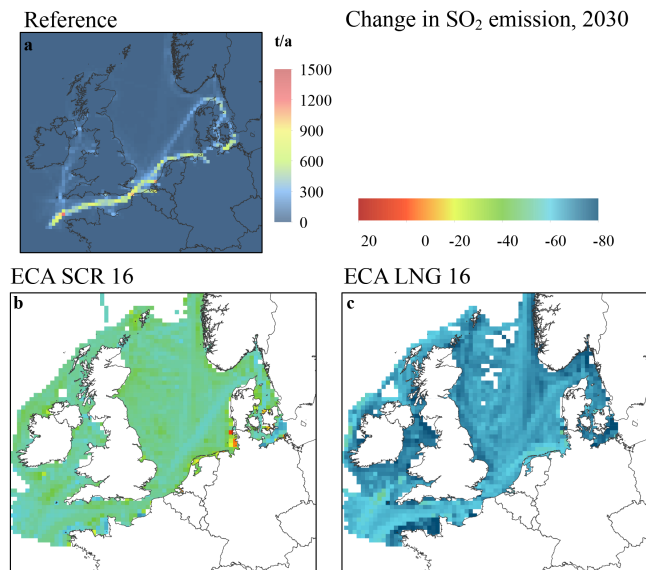 Reference
Change in SO2 emission, 2030
a
t/a
1500
1200
900
600
300
0
20 0 -20 -40 -60 -80
ECA SCR 16
ECA LNG 16
b
c